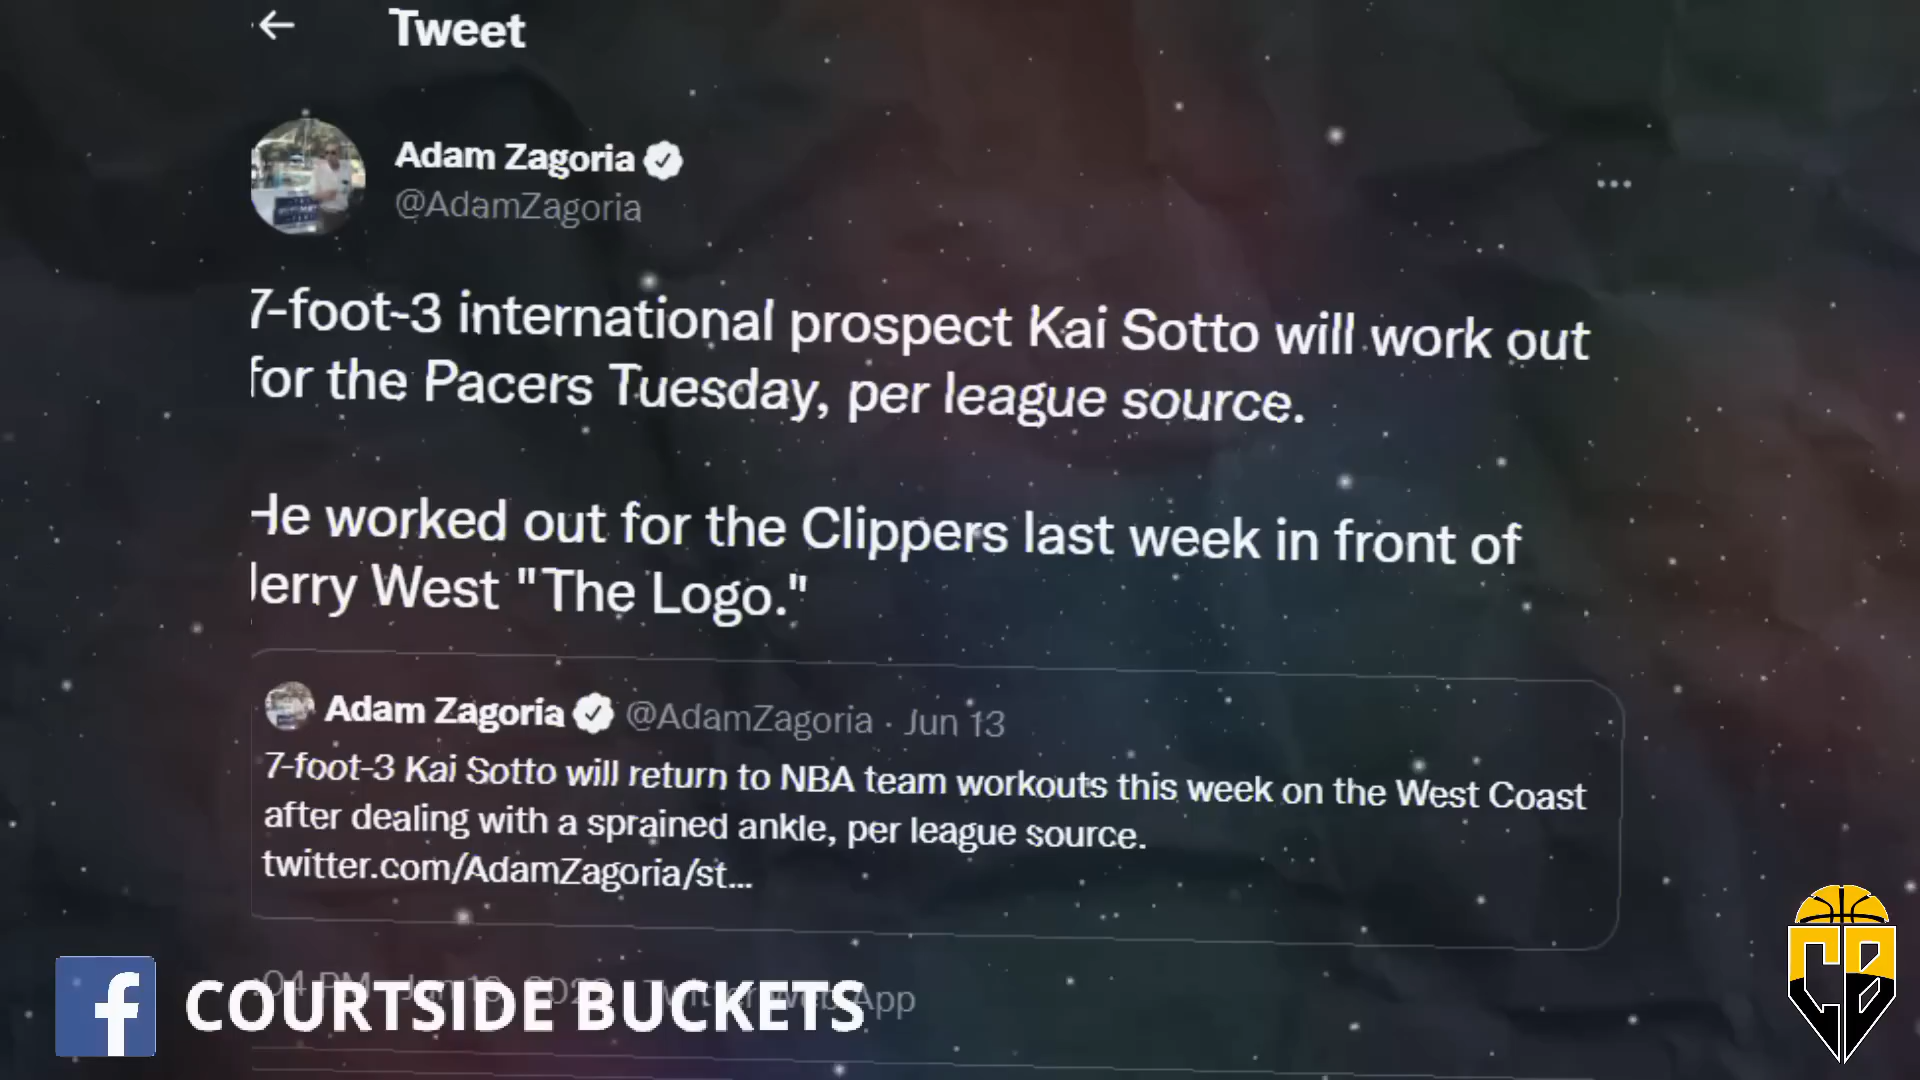 Tweet
Adam Zagoria
@AdamZagoria
7-foot-3 international prospect Kai Sotto will work out
for the Pacers Tuesday, per league source.
He worked out for the Clippers last week in front of
Jerry West "The Logo."
Adam Zagoria @AdamZagoria · Jun 13
7-foot-3 Kai Sotto will return to NBA team workouts this week on the West Coast
after dealing with a sprained ankle, per league source.
twitter.com/AdamZagoria/st...
COURTSIDE BUCKETS
CB